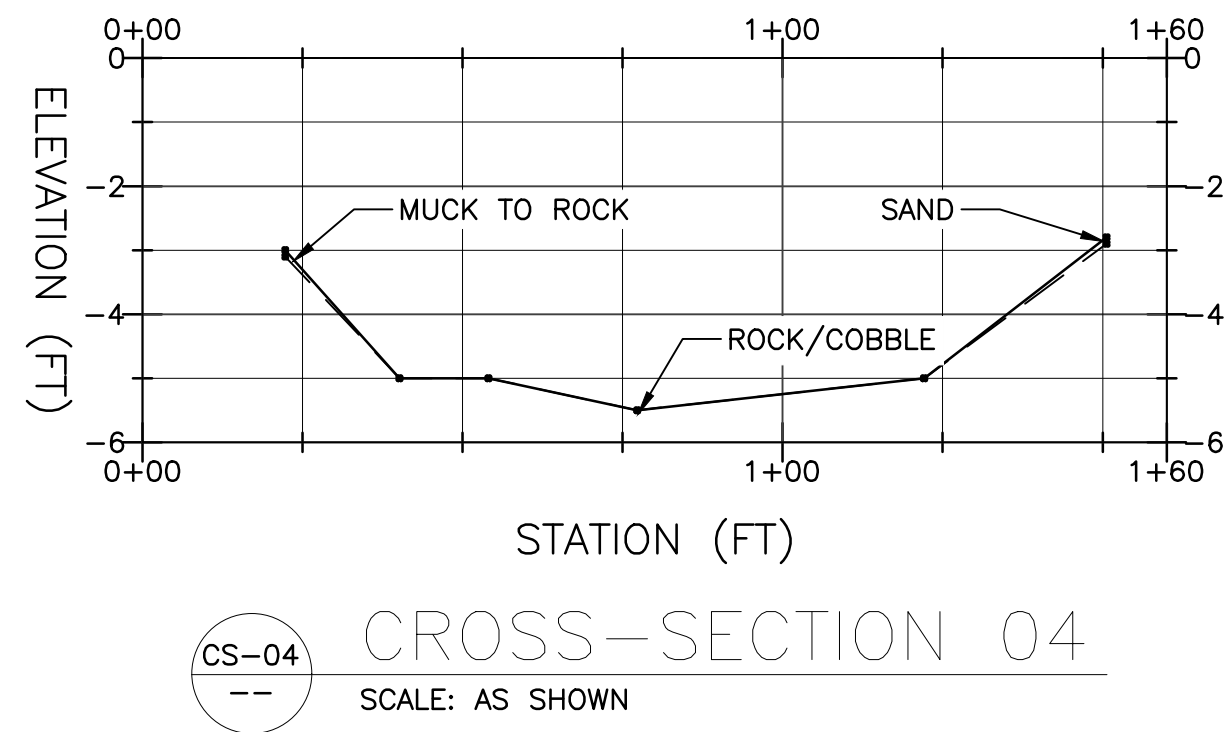 0+00 1+00 1+60
0 0
ELEVATION (FT)
-2 -2
MUCK TO ROCK SAND
-4 -4
ROCK/COBBLE
-6 -6
0+00 1+00 1+60
STATION (FT)
CS-04 CROSS-SECTION 04
-- SCALE: AS SHOWN